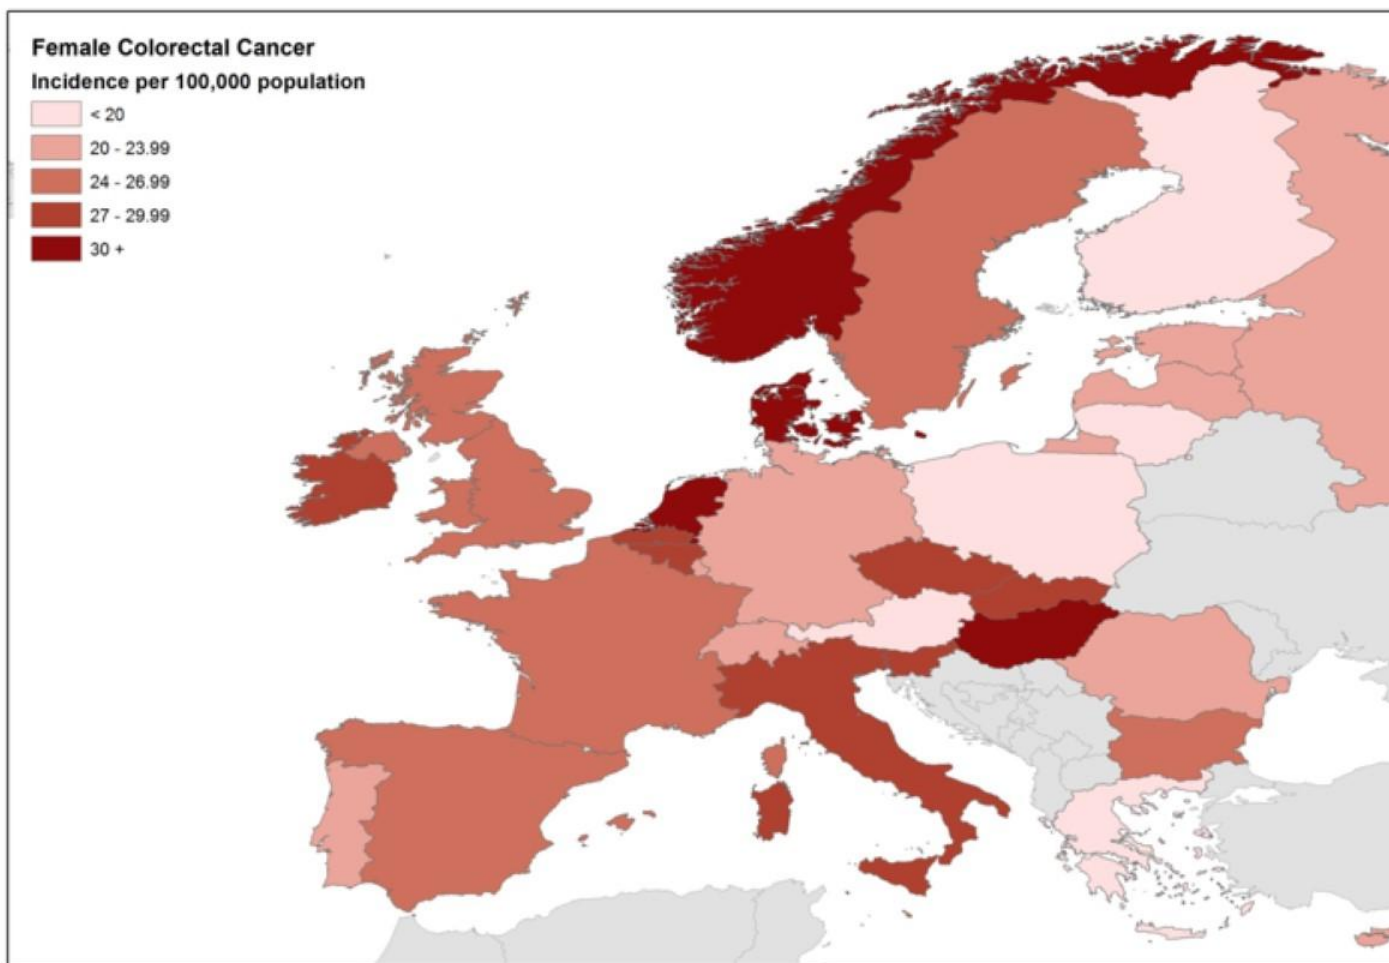 Female Colorectal Cancer
Incidence per 100,000 population
< 20
20 - 23.99
24 - 26.99
27 - 29.99
30 +